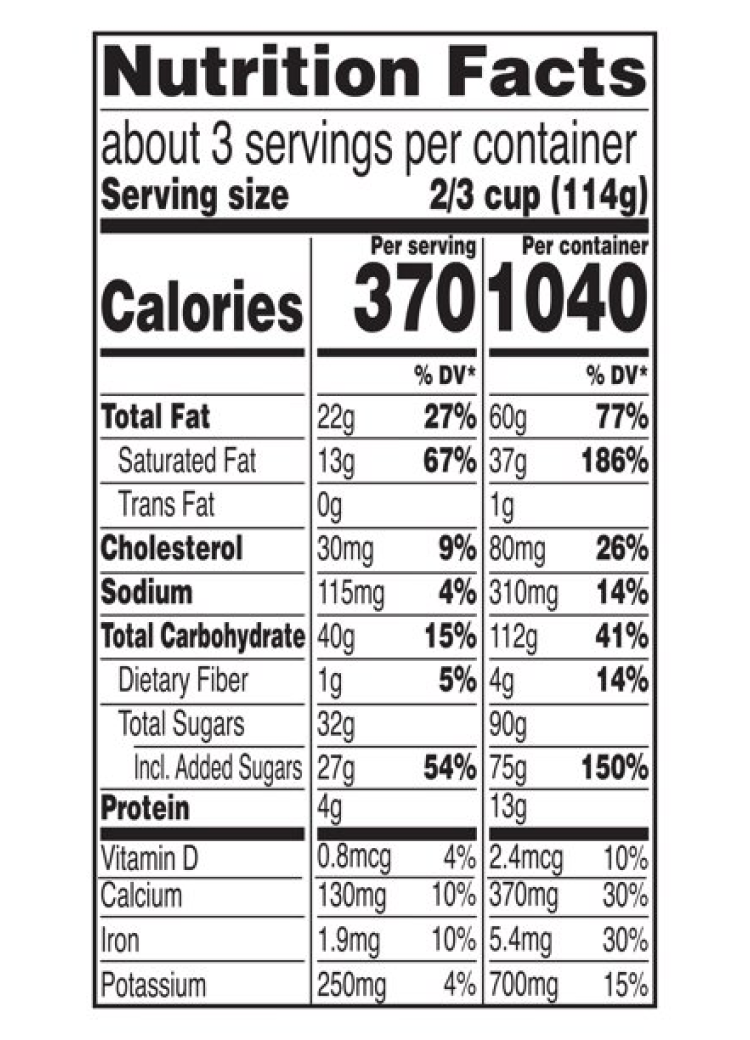 Nutrition Facts
about 3 servings per container
Serving size 2/3 cup (114g)
Per serving Per container
Calories 370 1040
% DV* % DV*
Total Fat 22g 27% 60g 77%
Saturated Fat 13g 67% 37g 186%
Trans Fat 0g 1g
Cholesterol 30mg 9% 80mg 26%
Sodium 115mg 4% 310mg 14%
Total Carbohydrate 40g 15% 112g 41%
Dietary Fiber 1g 5% 4g 14%
Total Sugars 32g 90g
Incl. Added Sugars 27g 54% 75g 150%
Protein 4g 13g
Vitamin D 0.8mcg 4% 2.4mcg 10%
Calcium 130mg 10% 370mg 30%
Iron 1.9mg 10% 5.4mg 30%
Potassium 250mg 4% 700mg 15%